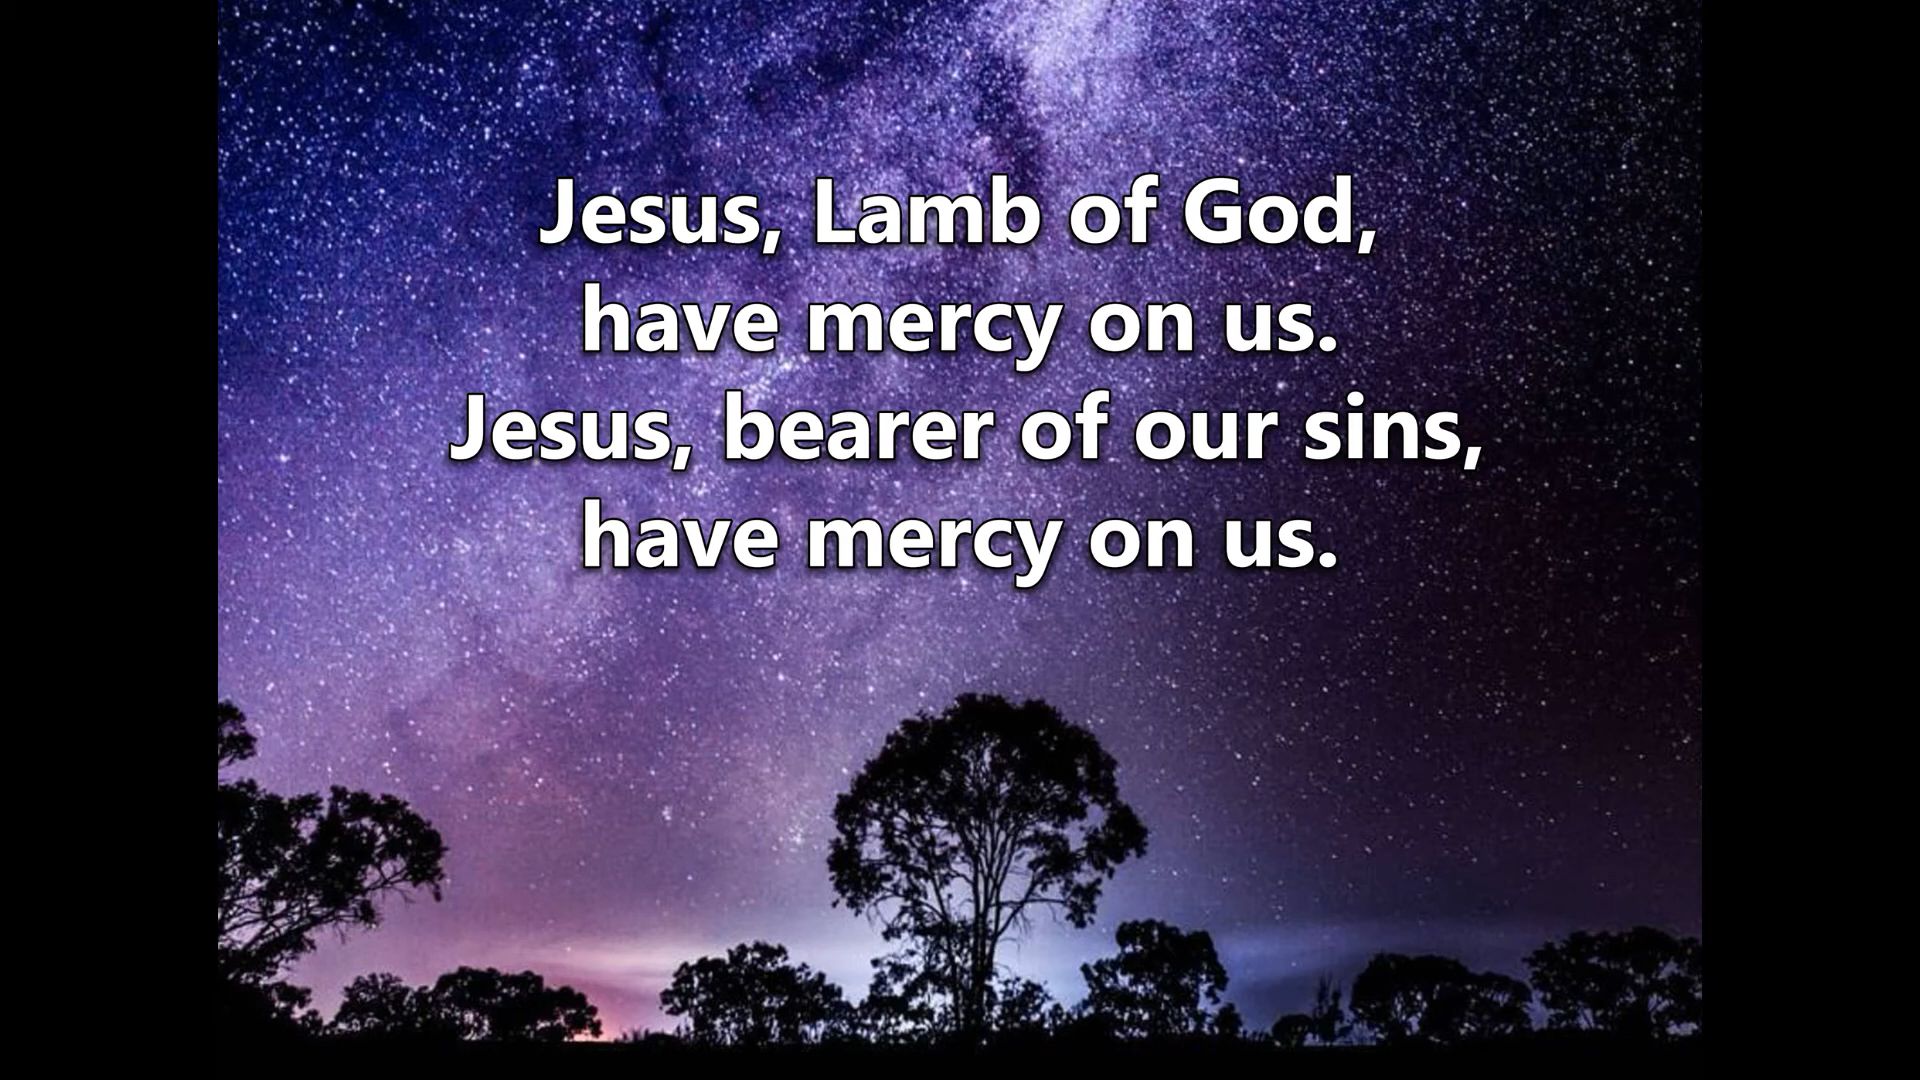 Jesus, Lamb of God,
have mercy on us.
Jesus, bearer of our sins,
have mercy on us.